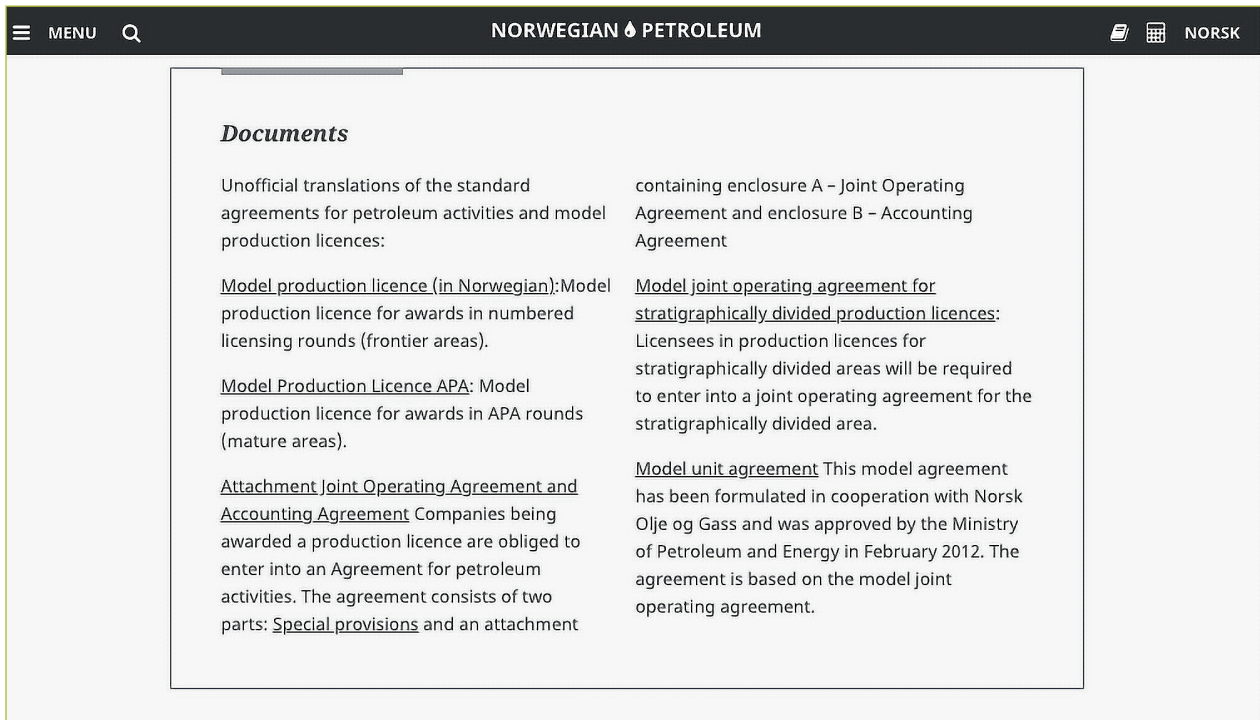 MENU
NORWEGIAN PETROLEUM
NORSK
Documents
Unofficial translations of the standard
agreements for petroleum activities and model
production licences:
Model production licence (in Norwegian):Model
production licence for awards in numbered
licensing rounds (frontier areas).
Model Production Licence APA: Model
production licence for awards in APA rounds
(mature areas).
Attachment Joint Operating Agreement and
Accounting Agreement Companies being
awarded a production licence are obliged to
enter into an Agreement for petroleum
activities. The agreement consists of two
parts: Special provisions and an attachment
containing enclosure A – Joint Operating
Agreement and enclosure B – Accounting
Agreement
Model joint operating agreement for
stratigraphically divided production licences:
Licensees in production licences for
stratigraphically divided areas will be required
to enter into a joint operating agreement for the
stratigraphically divided area.
Model unit agreement This model agreement
has been formulated in cooperation with Norsk
Olje og Gass and was approved by the Ministry
of Petroleum and Energy in February 2012. The
agreement is based on the model joint
operating agreement.